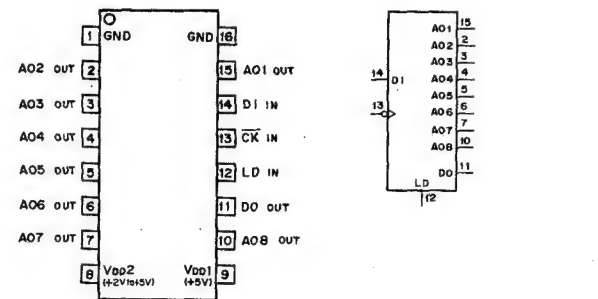 1 GND GND 16
AO2 OUT 2 15 AO1 OUT
AO3 OUT 3 14 DI IN
AO4 OUT 4 13 C̅K̅ IN
AO5 OUT 5 12 LD IN
AO6 OUT 6 11 DO OUT
AO7 OUT 7 10 AO8 OUT
8 VDD2 VDD1 9
(+2V to +5V) (+5V)
AO1 15
AO2 2
AO3 3
14 DI AO4 4
AO5 5
13 AO6 6
AO7 7
AO8 10
DO 11
LD
12